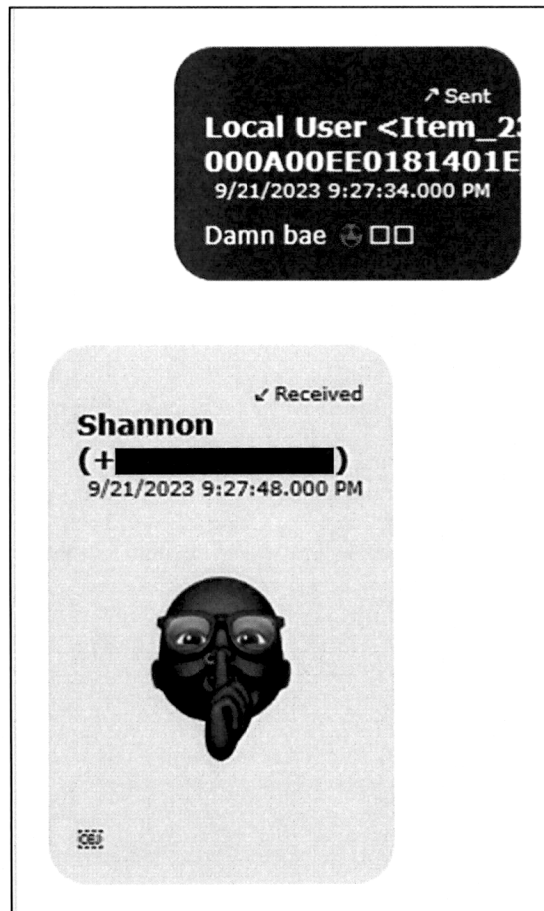 ↗ Sent
Local User <Item_23
000A00EE0181401E
9/21/2023 9:27:34.000 PM
Damn bae
↙ Received
Shannon
(+ )
9/21/2023 9:27:48.000 PM